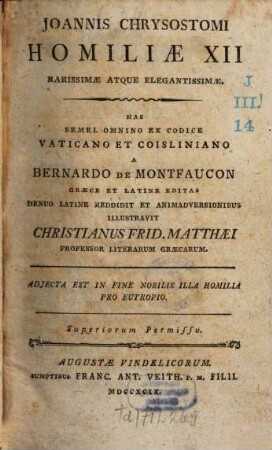 JOANNIS CHRYSOSTOMI
HOMILIÆ XII
RARISSIMÆ ATQUE ELEGANTISSIMÆ.
J
IIIJ
14
HAS
SEMEL OMNINO EX CODICE
VATICANO ET COISLINIANO
A
BERNARDO DE MONTFAUCON
GRÆCE ET LATINE EDITAS
DENUO LATINE REDDIDIT ET ANIMADVERSIONIBUS
ILLUSTRAVIT
CHRISTIANUS FRID. MATTHÆI
PROFESSOR LITERARUM GRÆCARUM.
ADJECTA EST IN FINE NOBILIS ILLA HOMILIA
PRO EUTROPIO.
Superiorum Permissu.
AUGUSTÆ VINDELICORUM.
SUMPTIBUS FRANC. ANT. VEITH. P. M. FILII.
MDCCXCIX.